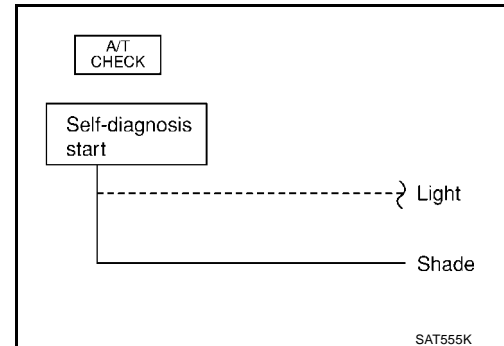 A/T
CHECK
Self-diagnosis
start
Light
Shade
SAT555K